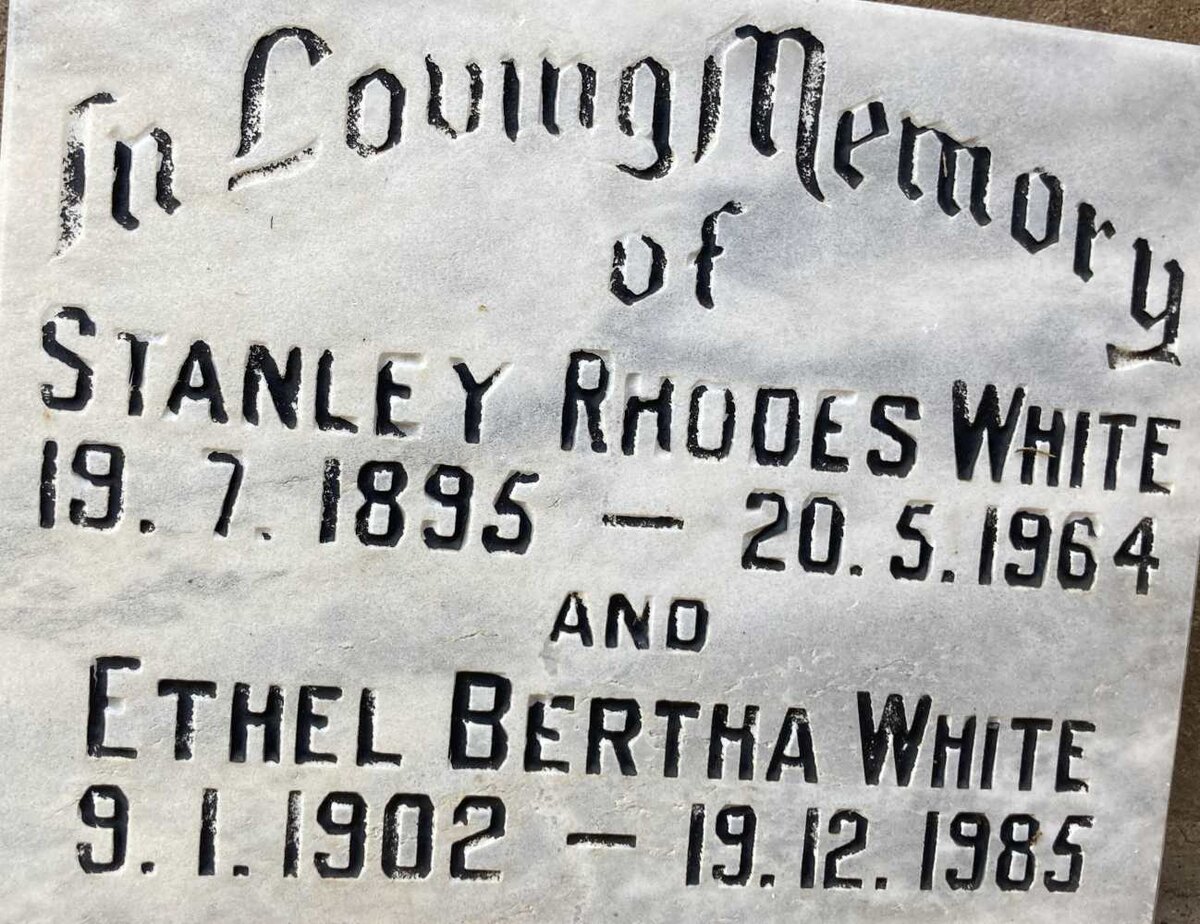 In Loving Memory
of
STANLEY RHODES WHITE
19. 7. 1895 — 20. 5. 1964
AND
ETHEL BERTHA WHITE
9. 1. 1902 — 19. 12. 1985